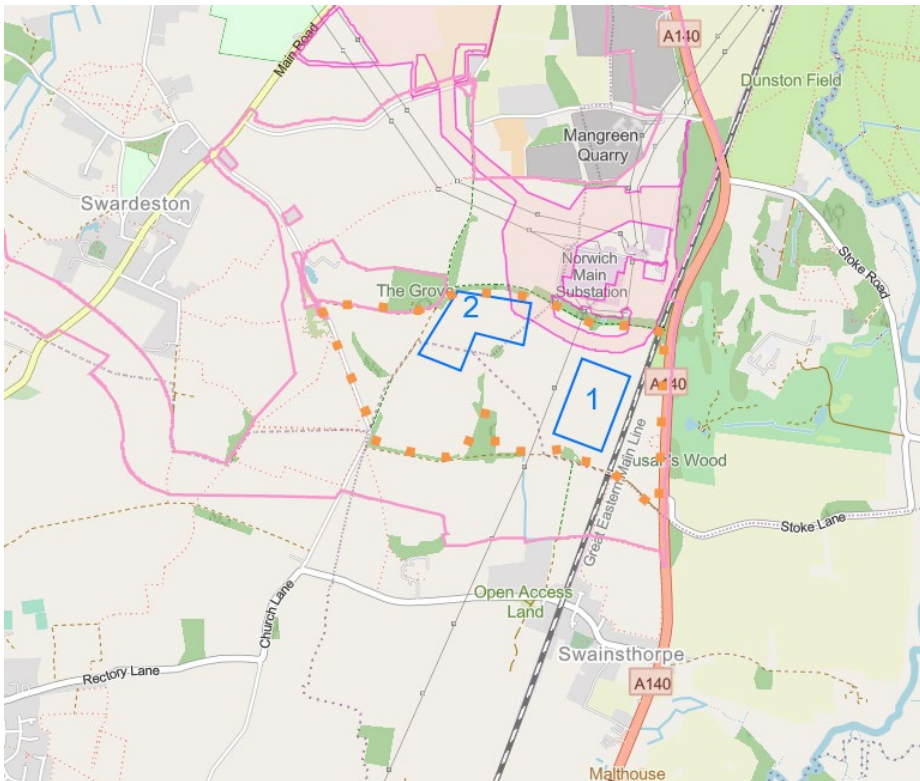 A140
Main Road
Dunston Field
Mangreen
Quarry
Swardeston
Stoke Road
Norwich
Main
Substation
The Grove
2
1
A140
Susan's Wood
Great Eastern Main Line
Stoke Lane
Open Access
Land
Church Lane
Swainsthorpe
Rectory Lane
A140
Malthouse